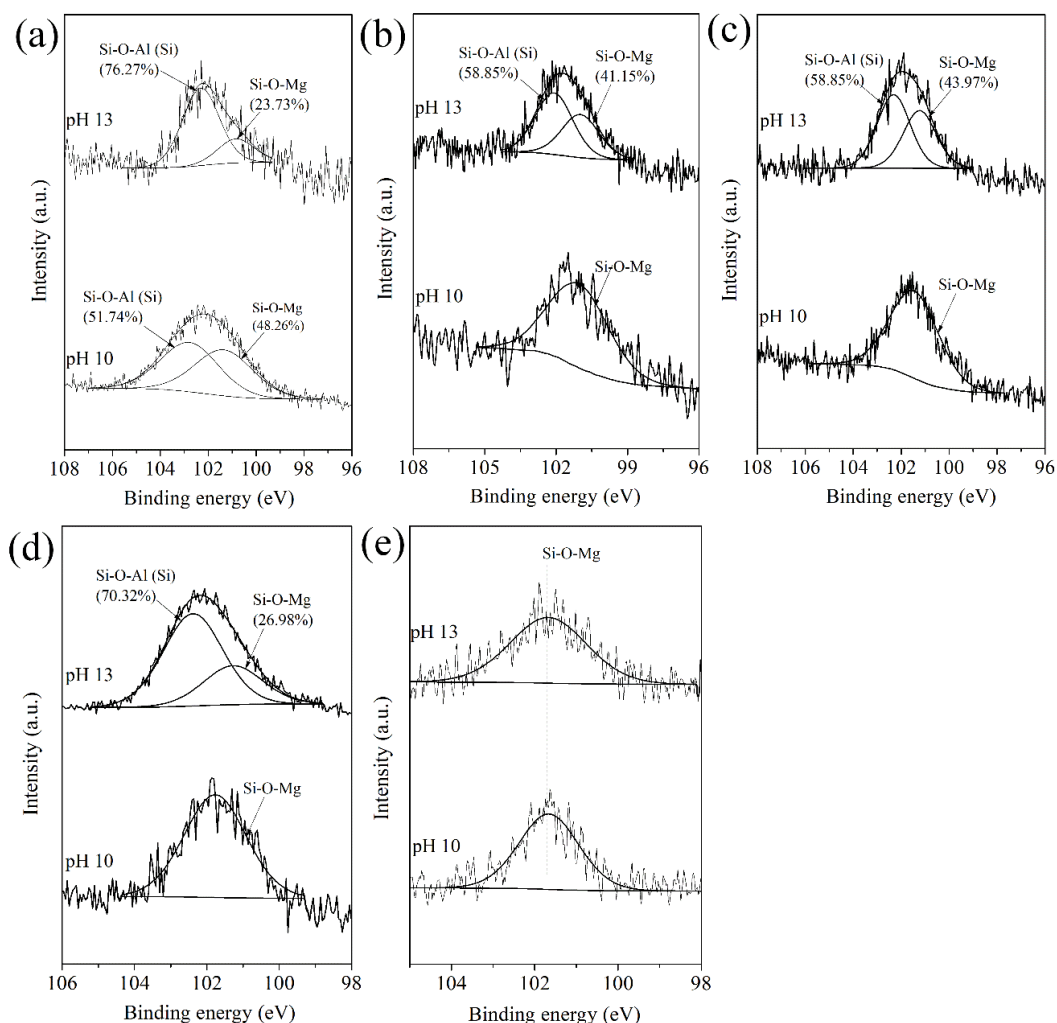 (a)
Si-O-Al (Si)
(76.27%)
Si-O-Mg
(23.73%)
pH 13
Si-O-Al (Si)
(51.74%)
Si-O-Mg
(48.26%)
pH 10
Intensity (a.u.)
108 106 104 102 100 98 96
Binding energy (eV)
(b)
Si-O-Al (Si)
(58.85%)
Si-O-Mg
(41.15%)
pH 13
Si-O-Mg
pH 10
Intensity (a.u.)
108 105 102 99 96
Binding energy (eV)
(c)
Si-O-Al (Si)
(58.85%)
Si-O-Mg
(43.97%)
pH 13
Si-O-Mg
pH 10
Intensity (a.u.)
108 106 104 102 100 98 96
Binding energy (eV)
(d)
Si-O-Al (Si)
(70.32%)
Si-O-Mg
(26.98%)
pH 13
Si-O-Mg
pH 10
Intensity (a.u.)
106 104 102 100 98
Binding energy (eV)
(e)
Si-O-Mg
pH 13
pH 10
Intensity (a.u.)
104 102 100 98
Binding energy (eV)